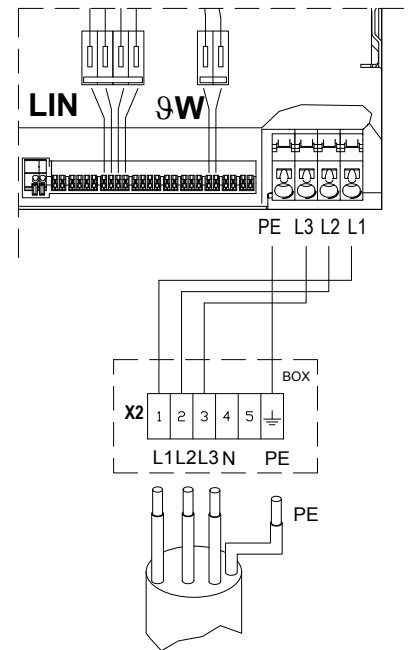 LIN ϑW
PE L3 L2 L1
BOX
X2 1 2 3 4 5
L1 L2 L3 N PE
PE